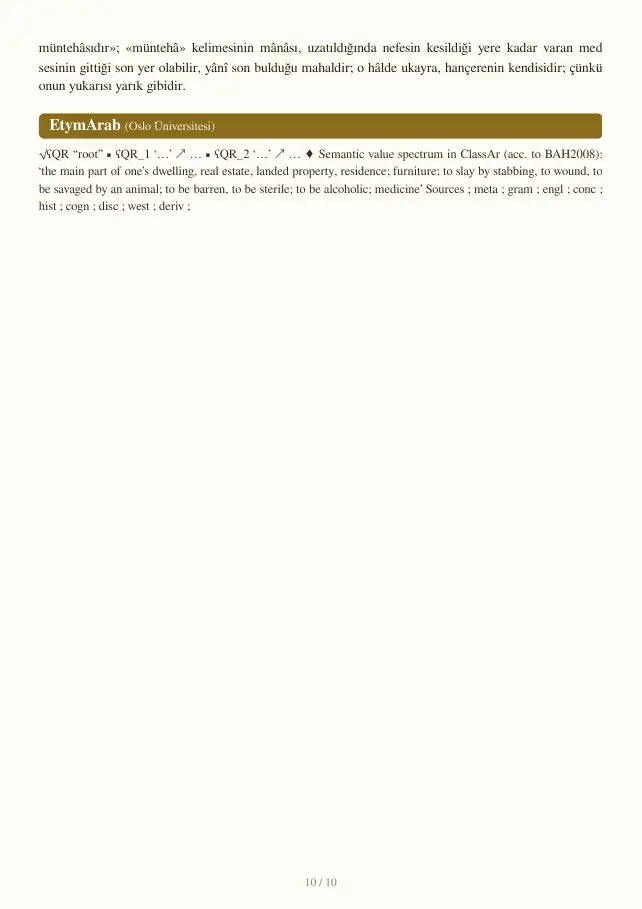 müntehâsıdır»; «müntehâ» kelimesinin mânâsı, uzatıldığında nefesin kesildiği yere kadar varan med
sesinin gittiği son yer olabilir, yânî son bulduğu mahaldir; o hâlde ukayra, hançerenin kendisidir; çünkü
onun yukarısı yarık gibidir.
EtymArab (Oslo Üniversitesi)
√ʕQR “root” ▪ ʕQR_1 ‘…’ ↗ … ▪ ʕQR_2 ‘…’ ↗ … ♦ Semantic value spectrum in ClassAr (acc. to BAH2008):
‘the main part of one’s dwelling, real estate, landed property, residence; furniture; to slay by stabbing, to wound, to
be savaged by an animal; to be barren, to be sterile; to be alcoholic; medicine’ Sources ; meta ; gram ; engl ; conc ;
hist ; cogn ; disc ; west ; deriv ;
10 / 10